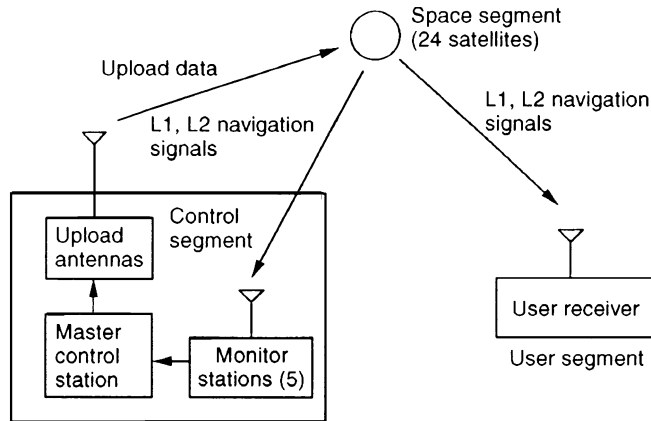 Space segment
(24 satellites)
Upload data
L1, L2 navigation
signals
L1, L2 navigation
signals
Control
segment
Upload
antennas
Master
control
station
Monitor
stations (5)
User receiver
User segment